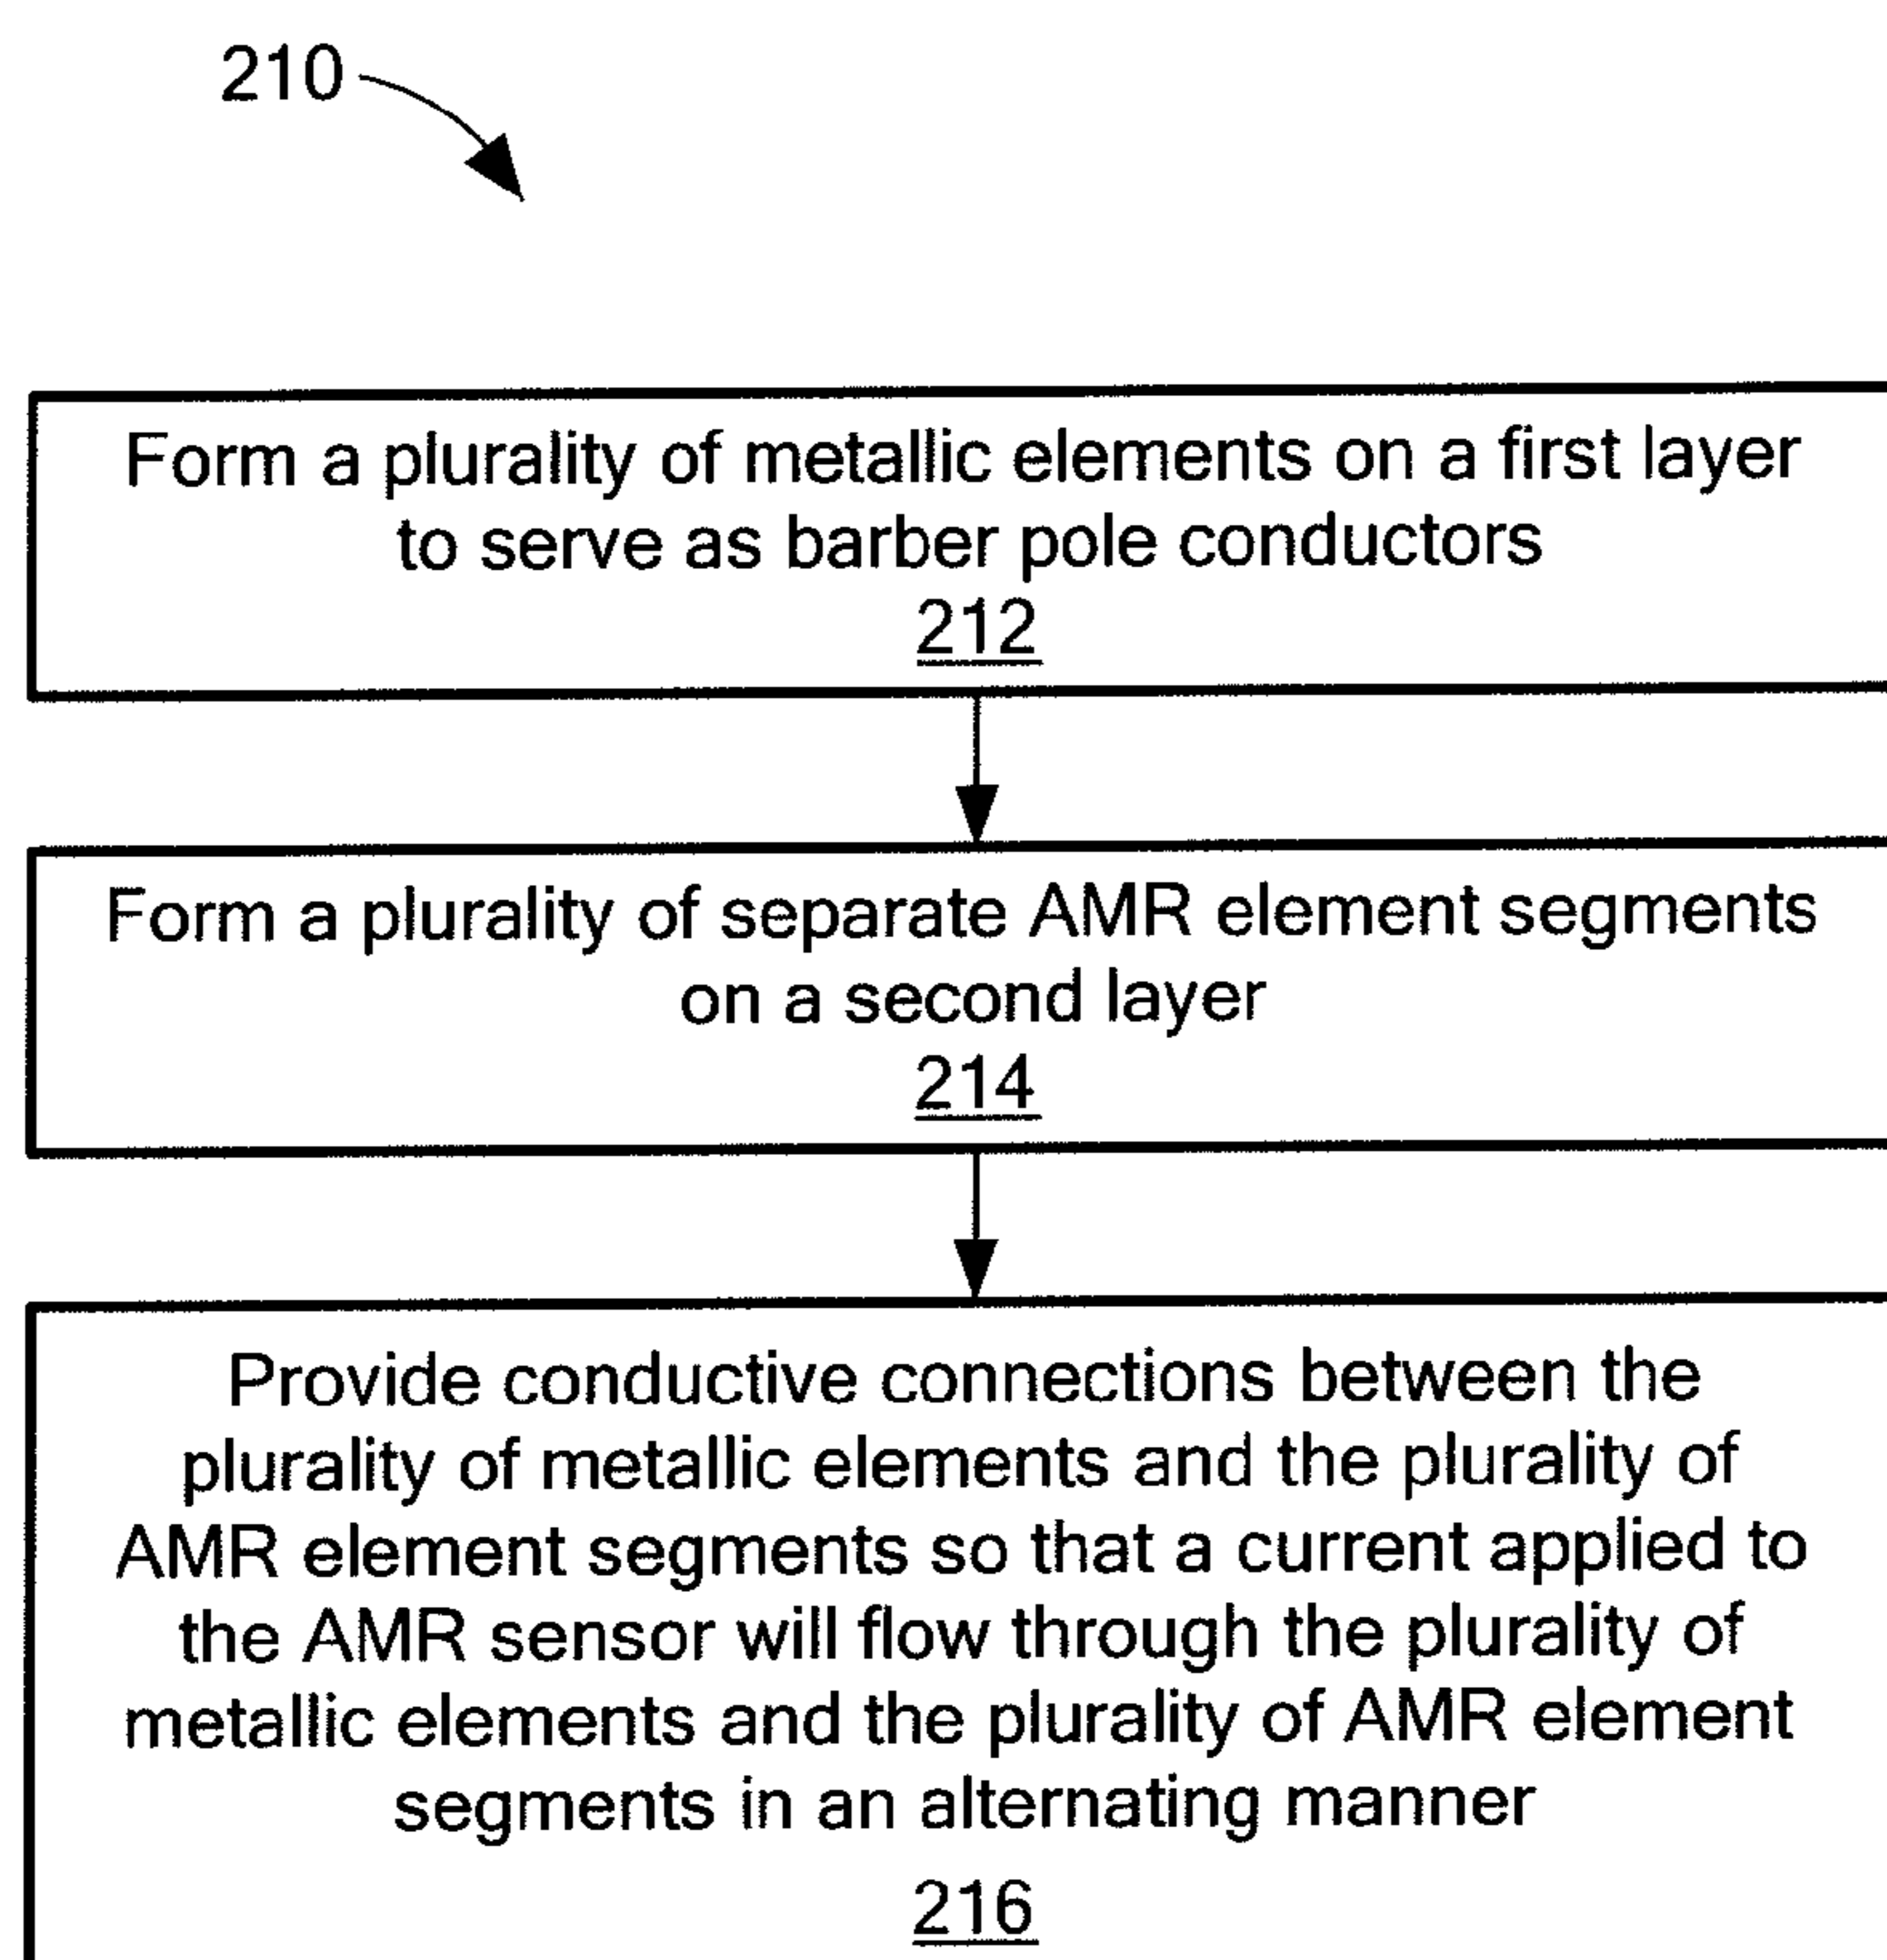 210
Form a plurality of metallic elements on a first layer
to serve as barber pole conductors
212
Form a plurality of separate AMR element segments
on a second layer
214
Provide conductive connections between the
plurality of metallic elements and the plurality of
AMR element segments so that a current applied to
the AMR sensor will flow through the plurality of
metallic elements and the plurality of AMR element
segments in an alternating manner
216